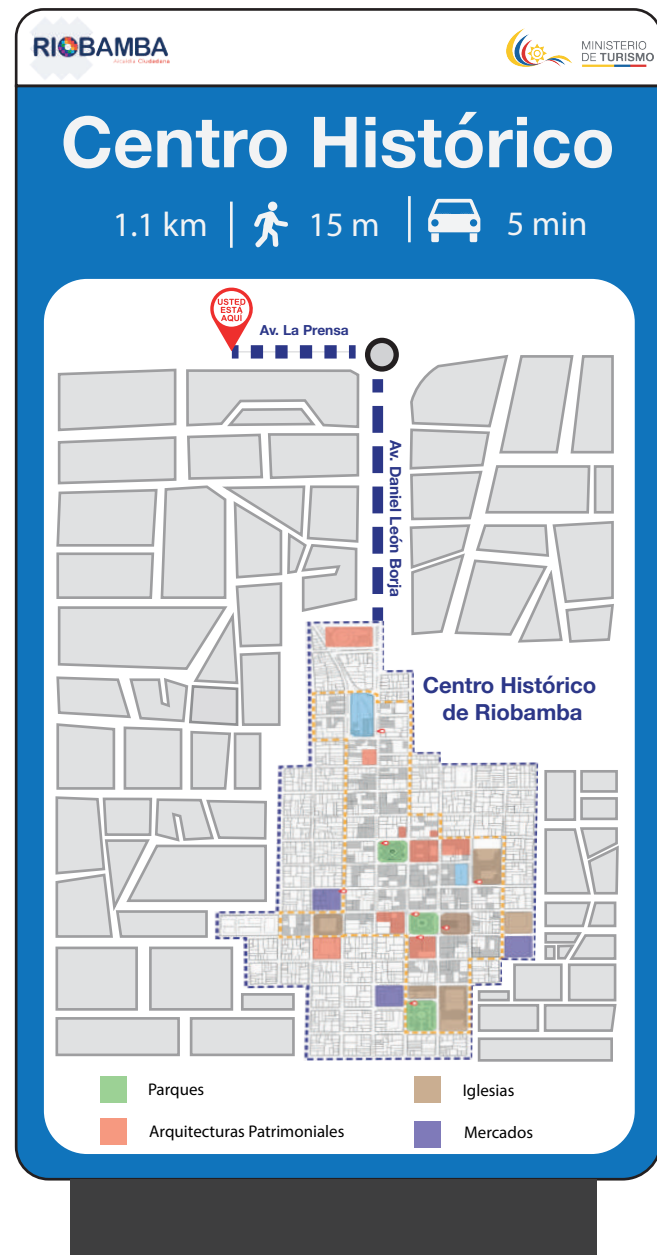 RIOBAMBA
Alcaldía Ciudadana
MINISTERIO
DE TURISMO
Centro Histórico
1.1 km
15 m
5 min
USTED
ESTÁ
AQUÍ
Av. La Prensa
Av. Daniel León Borja
Centro Histórico
de Riobamba
Parques
Iglesias
Arquitecturas Patrimoniales
Mercados